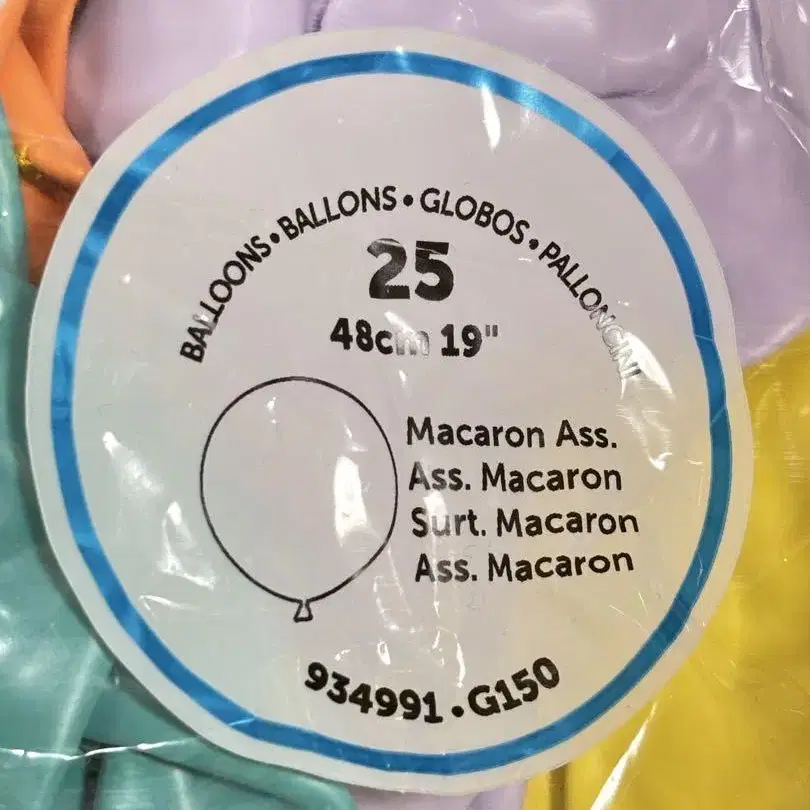 BALLOONS • BALLONS • GLOBOS • PALLONCINI
25
48cm 19"
Macaron Ass.
Ass. Macaron
Surt. Macaron
Ass. Macaron
934991 • G150